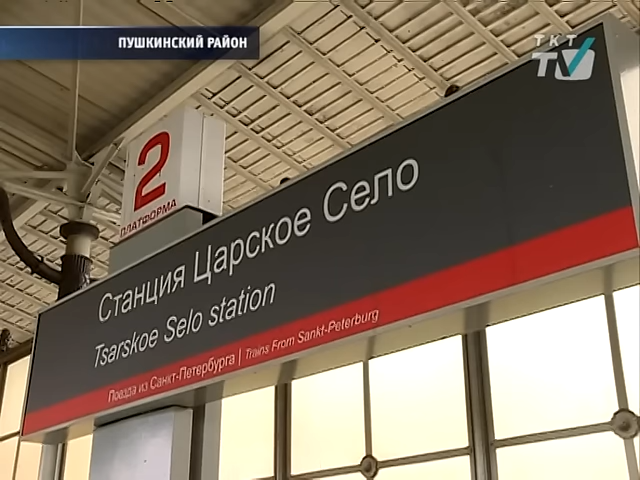 ПУШКИНСКИЙ РАЙОН
ТКТ
TV
2
ПЛАТФОРМА
Станция Царское Село
Tsarskoe Selo station
Поезда из Санкт-Петербурга | Trains From Sankt-Peterburg